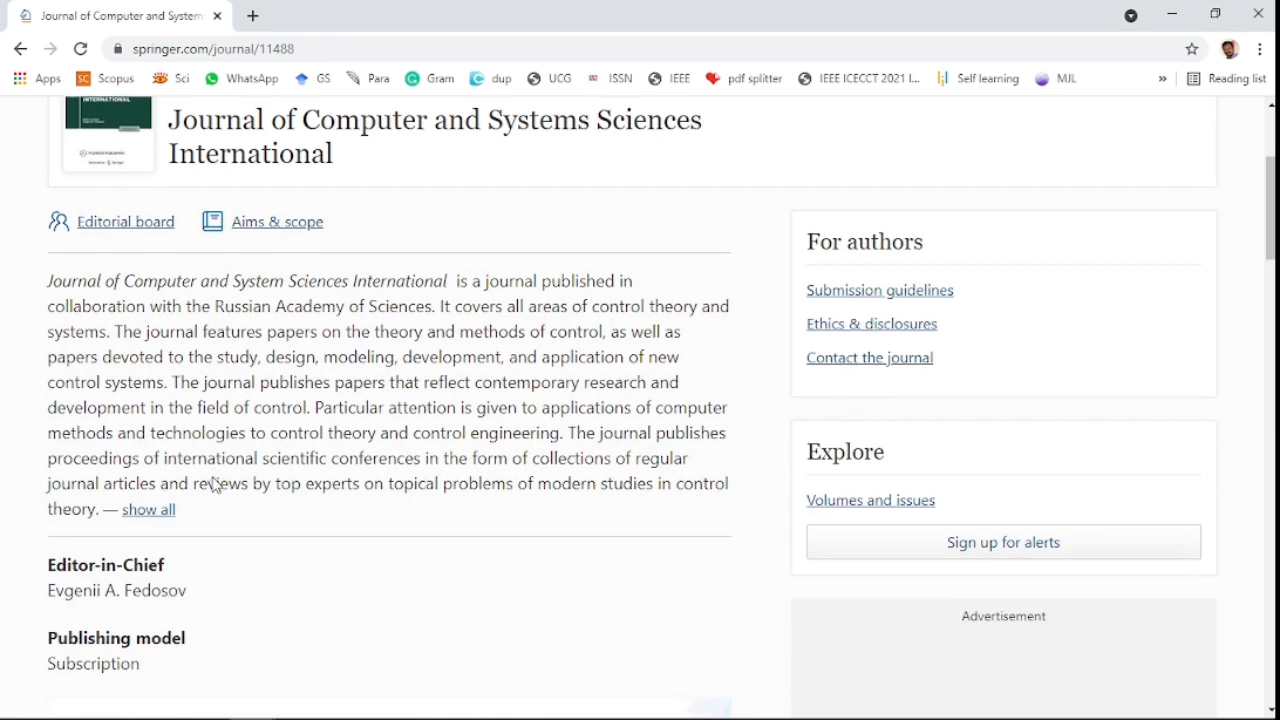 Journal of Computer and System
springer.com/journal/11488
Apps Scopus Sci WhatsApp GS Para Gram dup UCG ISSN IEEE pdf splitter IEEE ICECCT 2021 I... Self learning MJL » Reading list
INTERNATIONAL
Journal of Computer and Systems Sciences
International
Editorial board Aims & scope
Journal of Computer and System Sciences International is a journal published in
collaboration with the Russian Academy of Sciences. It covers all areas of control theory and
systems. The journal features papers on the theory and methods of control, as well as
papers devoted to the study, design, modeling, development, and application of new
control systems. The journal publishes papers that reflect contemporary research and
development in the field of control. Particular attention is given to applications of computer
methods and technologies to control theory and control engineering. The journal publishes
proceedings of international scientific conferences in the form of collections of regular
journal articles and reviews by top experts on topical problems of modern studies in control
theory. — show all
Editor-in-Chief
Evgenii A. Fedosov
Publishing model
Subscription
For authors
Submission guidelines
Ethics & disclosures
Contact the journal
Explore
Volumes and issues
Sign up for alerts
Advertisement